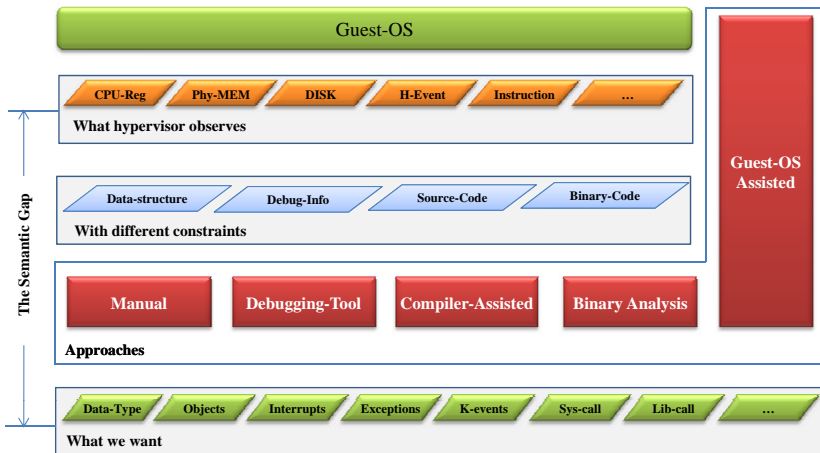 Guest-OS
CPU-Reg Phy-MEM DISK H-Event Instruction ...
What hypervisor observes
Guest-OS
Assisted
Data-structure Debug-Info Source-Code Binary-Code
With different constraints
The Semantic Gap
Manual Debugging-Tool Compiler-Assisted Binary Analysis
Approaches
Data-Type Objects Interrupts Exceptions K-events Sys-call Lib-call ...
What we want